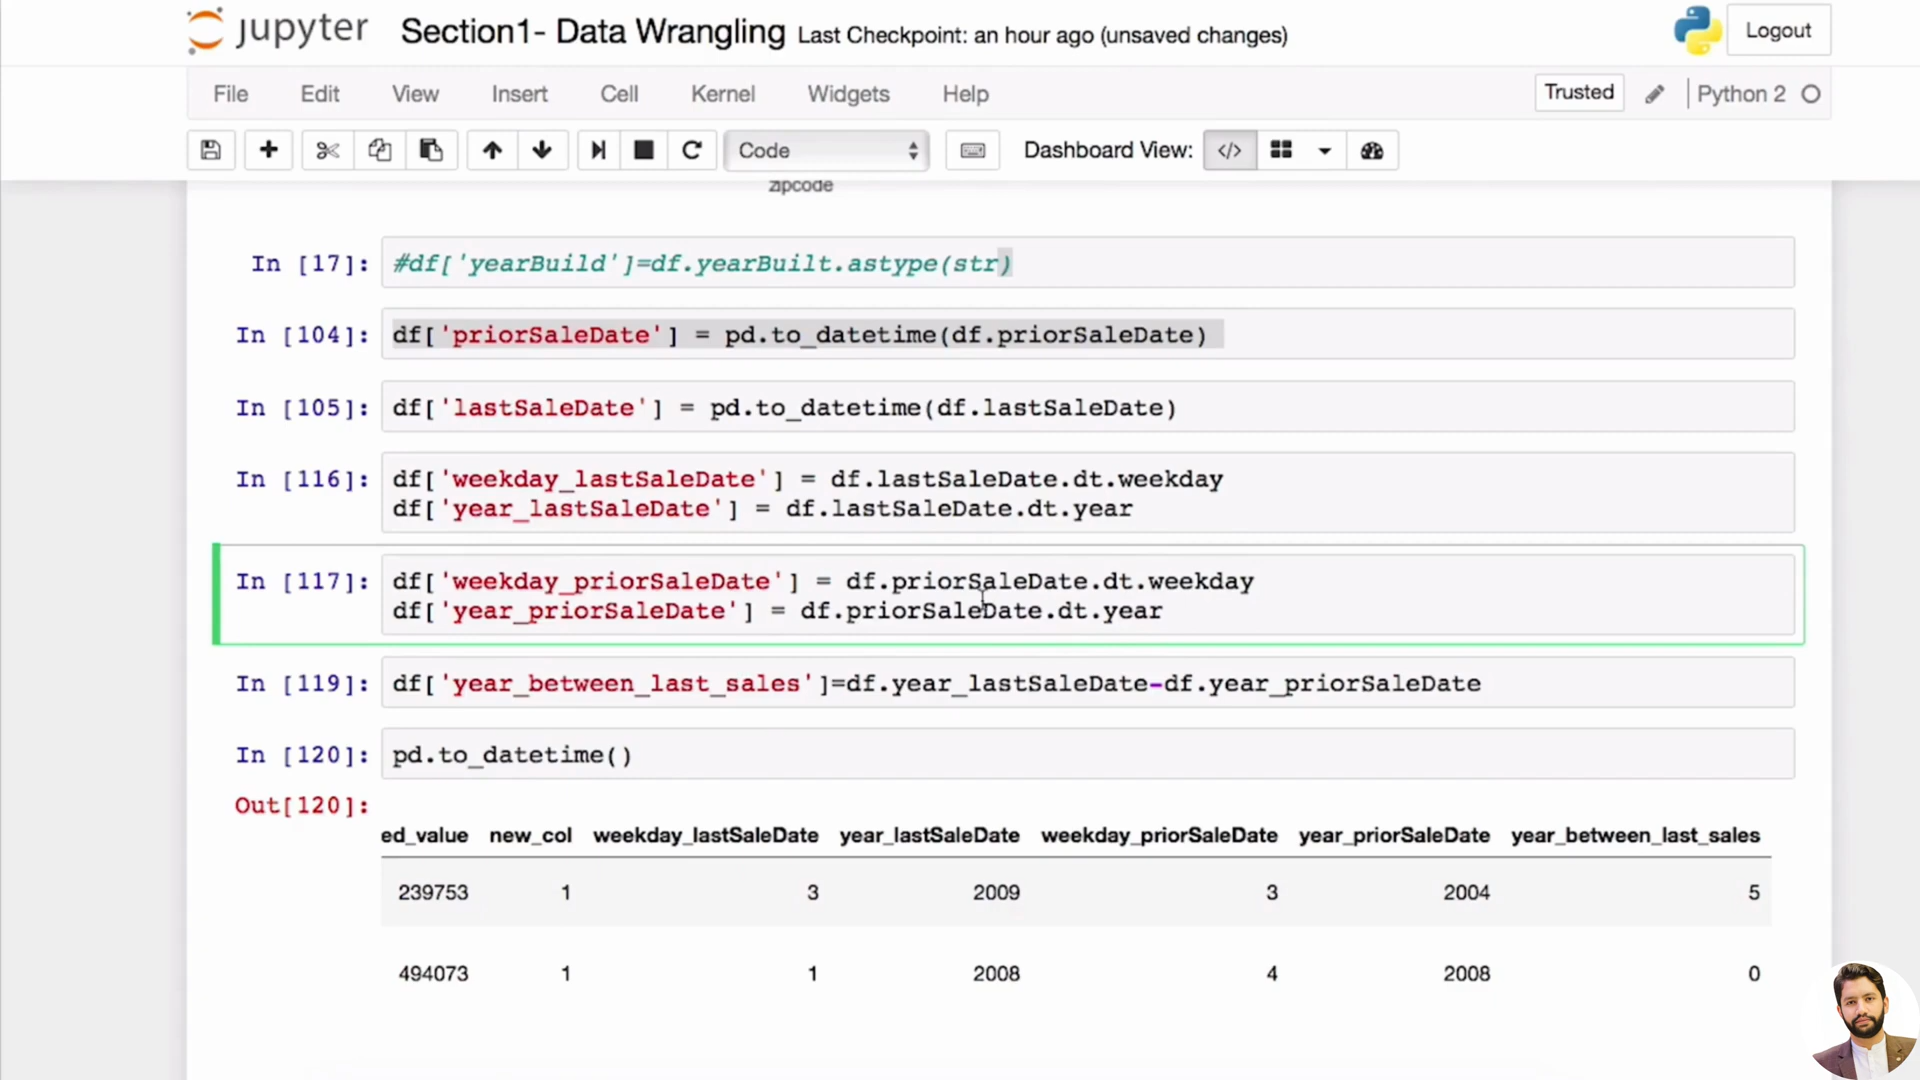 jupyter Section1- Data Wrangling Last Checkpoint: an hour ago (unsaved changes) Logout
File Edit View Insert Cell Kernel Widgets Help Trusted Python 2
Code Dashboard View: </>
zipcode
In [17]: #df['yearBuild']=df.yearBuilt.astype(str)
In [104]: df['priorSaleDate'] = pd.to_datetime(df.priorSaleDate)
In [105]: df['lastSaleDate'] = pd.to_datetime(df.lastSaleDate)
In [116]: df['weekday_lastSaleDate'] = df.lastSaleDate.dt.weekday
df['year_lastSaleDate'] = df.lastSaleDate.dt.year
In [117]: df['weekday_priorSaleDate'] = df.priorSaleDate.dt.weekday
df['year_priorSaleDate'] = df.priorSaleDate.dt.year
In [119]: df['year_between_last_sales']=df.year_lastSaleDate-df.year_priorSaleDate
In [120]: pd.to_datetime()
Out[120]:
ed_value new_col weekday_lastSaleDate year_lastSaleDate weekday_priorSaleDate year_priorSaleDate year_between_last_sales
239753 1 3 2009 3 2004 5
494073 1 1 2008 4 2008 0